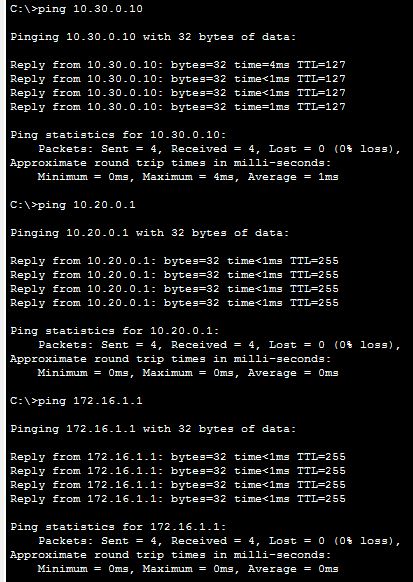 C:\>ping 10.30.0.10
Pinging 10.30.0.10 with 32 bytes of data:
Reply from 10.30.0.10: bytes=32 time=4ms TTL=127
Reply from 10.30.0.10: bytes=32 time<1ms TTL=127
Reply from 10.30.0.10: bytes=32 time<1ms TTL=127
Reply from 10.30.0.10: bytes=32 time=1ms TTL=127
Ping statistics for 10.30.0.10:
Packets: Sent = 4, Received = 4, Lost = 0 (0% loss),
Approximate round trip times in milli-seconds:
Minimum = 0ms, Maximum = 4ms, Average = 1ms
C:\>ping 10.20.0.1
Pinging 10.20.0.1 with 32 bytes of data:
Reply from 10.20.0.1: bytes=32 time<1ms TTL=255
Reply from 10.20.0.1: bytes=32 time<1ms TTL=255
Reply from 10.20.0.1: bytes=32 time<1ms TTL=255
Reply from 10.20.0.1: bytes=32 time<1ms TTL=255
Ping statistics for 10.20.0.1:
Packets: Sent = 4, Received = 4, Lost = 0 (0% loss),
Approximate round trip times in milli-seconds:
Minimum = 0ms, Maximum = 0ms, Average = 0ms
C:\>ping 172.16.1.1
Pinging 172.16.1.1 with 32 bytes of data:
Reply from 172.16.1.1: bytes=32 time<1ms TTL=255
Reply from 172.16.1.1: bytes=32 time<1ms TTL=255
Reply from 172.16.1.1: bytes=32 time<1ms TTL=255
Reply from 172.16.1.1: bytes=32 time<1ms TTL=255
Ping statistics for 172.16.1.1:
Packets: Sent = 4, Received = 4, Lost = 0 (0% loss),
Approximate round trip times in milli-seconds:
Minimum = 0ms, Maximum = 0ms, Average = 0ms